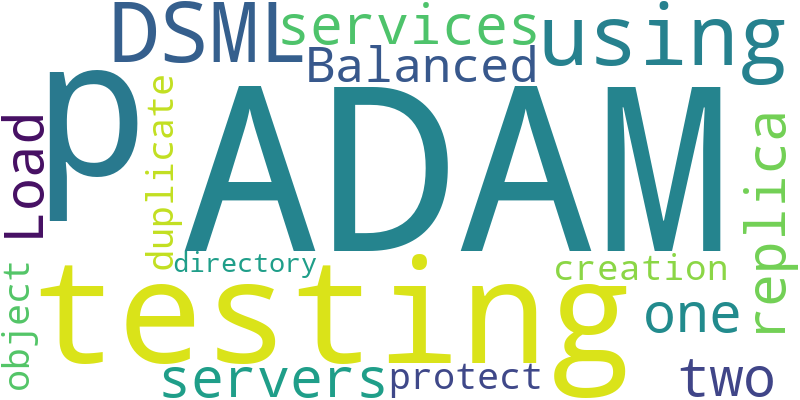 DSML
services
using
Balanced
p
ADAM
Load
duplicate
replica
directory
creation
testing
object
one
servers
protect
two